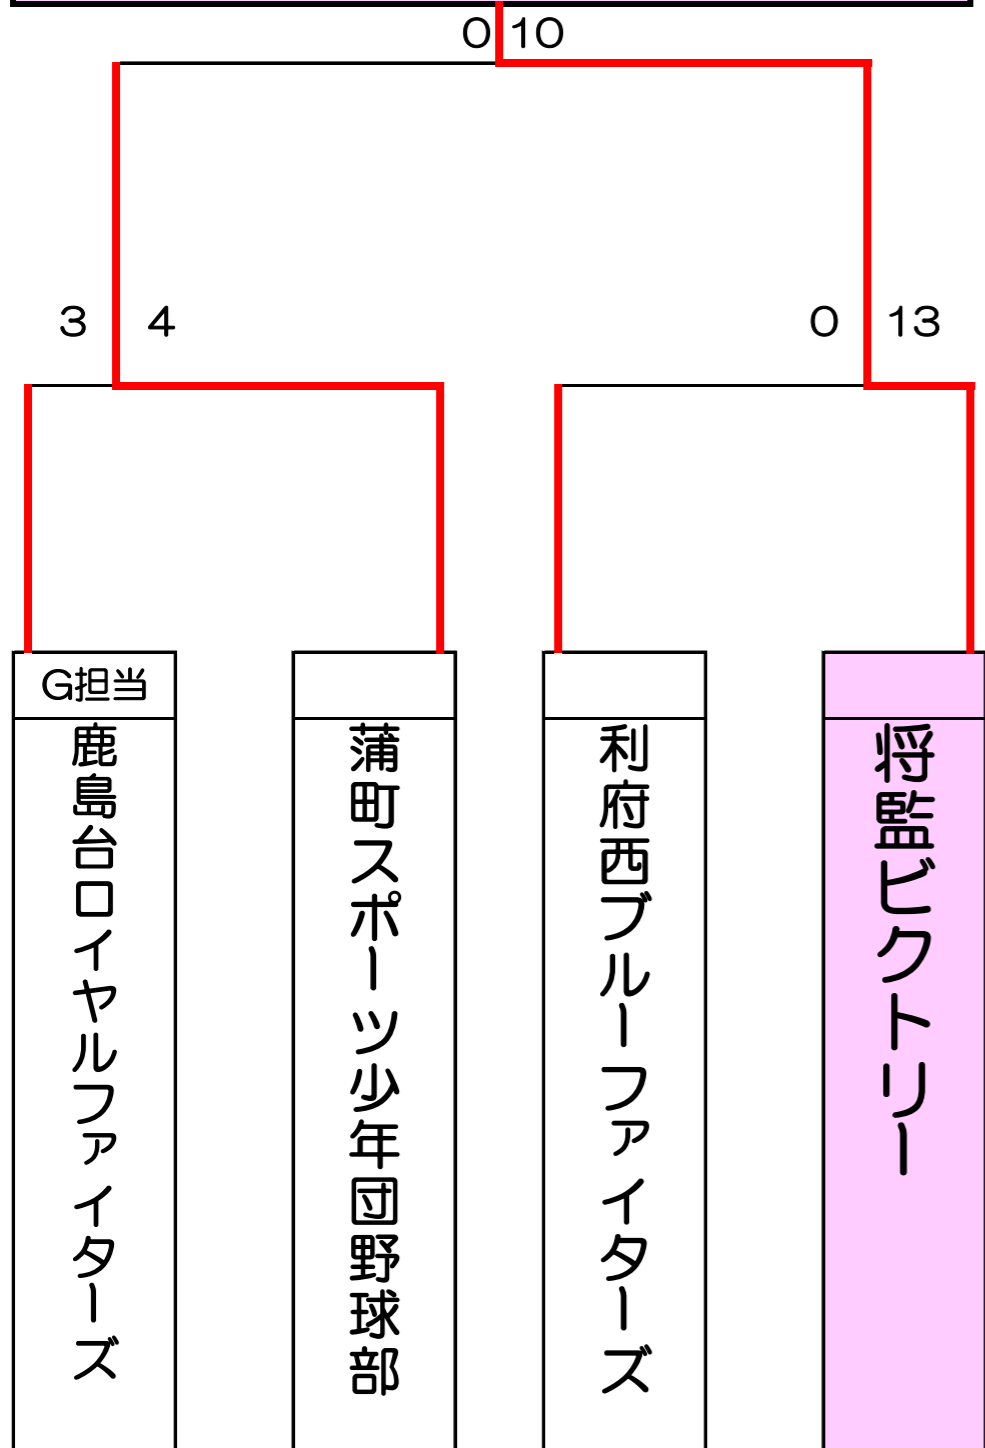 0 10
3 4
0 13
G担当
鹿島台ロイヤルファイターズ
蒲町スポーツ少年団野球部
利府西ブルーファイターズ
将監ビクトリー